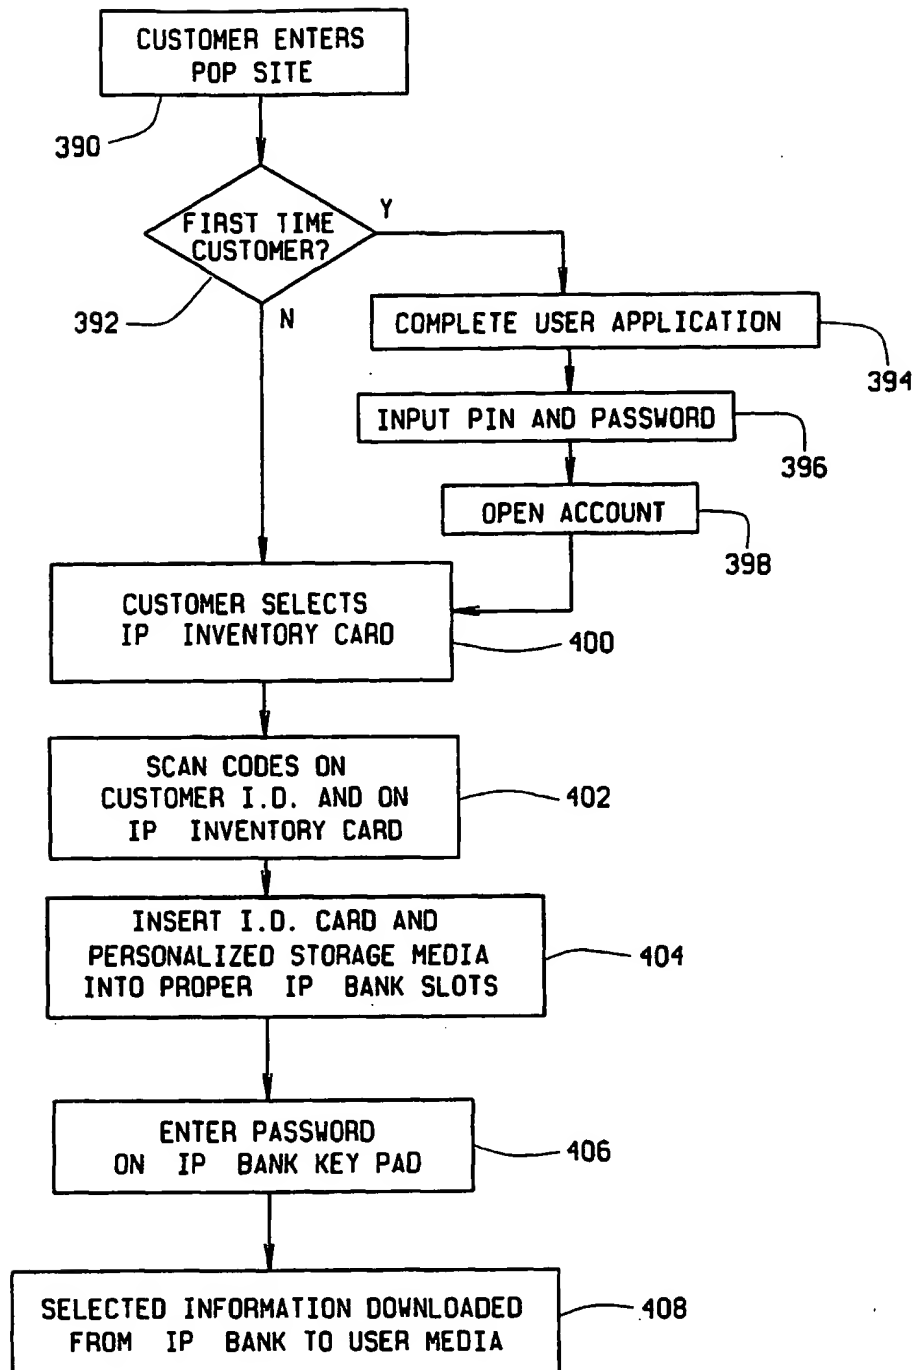 CUSTOMER ENTERS
POP SITE
390
FIRST TIME
CUSTOMER?
Y
392
N
COMPLETE USER APPLICATION
394
INPUT PIN AND PASSWORD
396
OPEN ACCOUNT
398
CUSTOMER SELECTS
IP INVENTORY CARD
400
SCAN CODES ON
CUSTOMER I.D. AND ON
IP INVENTORY CARD
402
INSERT I.D. CARD AND
PERSONALIZED STORAGE MEDIA
INTO PROPER IP BANK SLOTS
404
ENTER PASSWORD
ON IP BANK KEY PAD
406
SELECTED INFORMATION DOWNLOADED
FROM IP BANK TO USER MEDIA
408